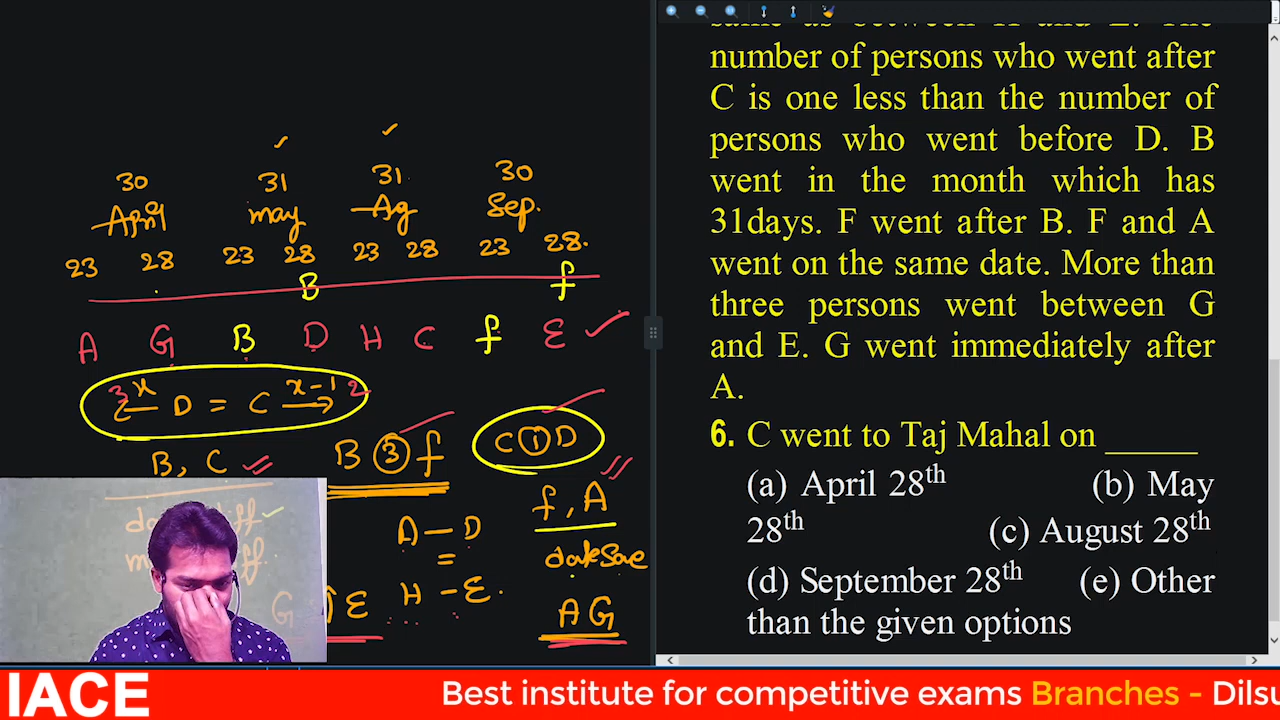 30 31 31 30
April may Ag Sep.
23 28 23 28 23 28 23 28.
B f
A G B D H C f E
3 x D = C x-1 2
B, C B 3 f C 1 D
f, A
A — D
= date Same
G E H - E.
A G
number of persons who went after
C is one less than the number of
persons who went before D. B
went in the month which has
31days. F went after B. F and A
went on the same date. More than
three persons went between G
and E. G went immediately after
A.
6. C went to Taj Mahal on ______
(a) April 28th (b) May
28th (c) August 28th
(d) September 28th (e) Other
than the given options
IACE Best institute for competitive exams Branches - Dilsu